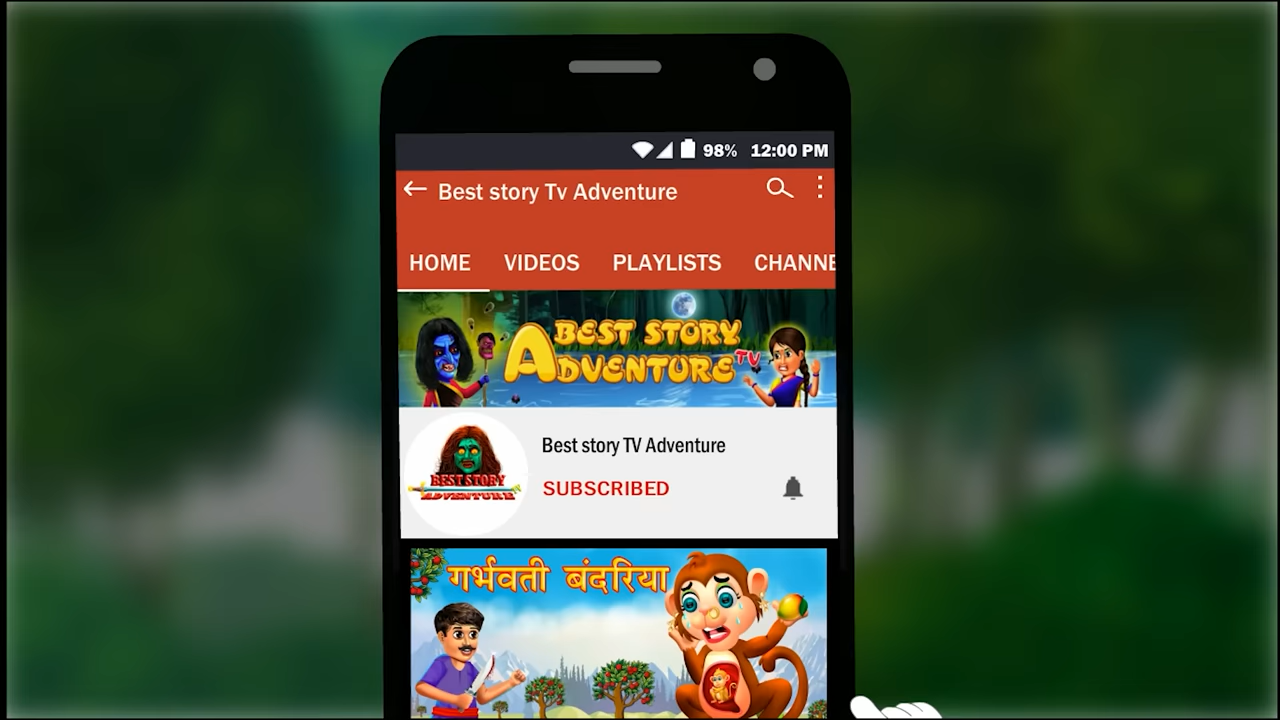 98% 12:00 PM
Best story Tv Adventure
HOME VIDEOS PLAYLISTS CHANNE
BEST STORY
ADVENTURE TV
Best story TV Adventure
BEST STORY
ADVENTURE
SUBSCRIBED
गर्भवती बंदरिया